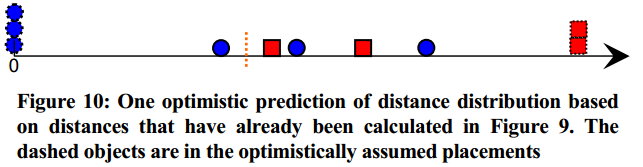 0
Figure 10: One optimistic prediction of distance distribution based
on distances that have already been calculated in Figure 9. The
dashed objects are in the optimistically assumed placements